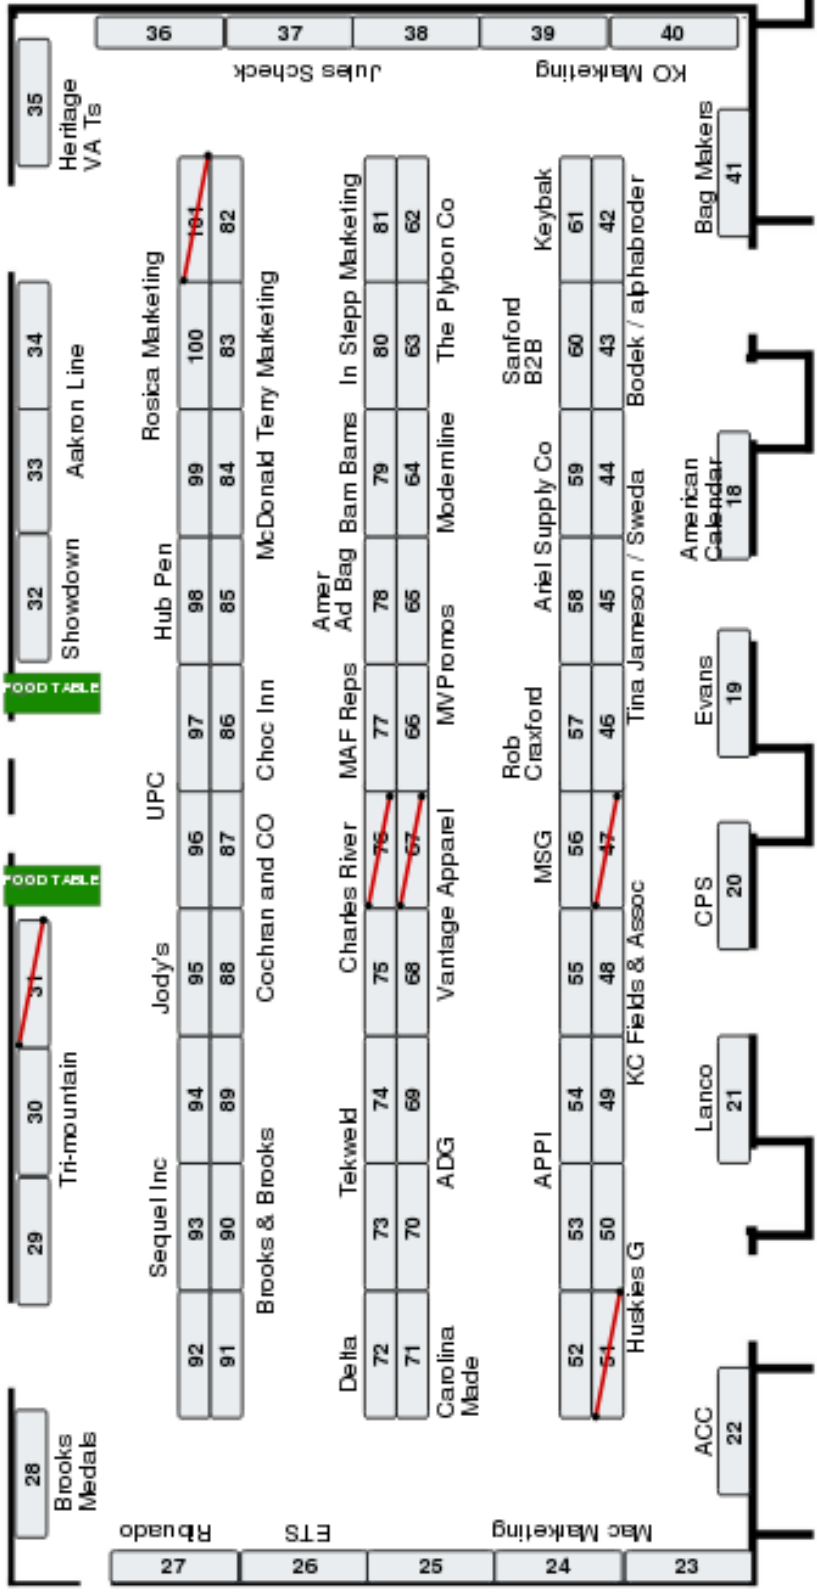 36
37
38
39
40
Jules Scheck
KO Marketing
35
Heritage
VA Ts
34
33
Aakron Line
32
Showdown
FOOD TABLE
FOOD TABLE
31
30
29
Tri-mountain
28
Brooks
Medals
Rosica Marketing
Hub Pen
UPC
Jody's
Sequel Inc
101
100
99
98
97
96
95
94
93
92
82
83
84
85
86
87
88
89
90
91
McDonald Terry Marketing
Choc Inn
Cochran and CO
Brooks & Brooks
In Stepp Marketing
Bam Bams
Amer
Ad Bag
MAF Reps
Charles River
Tekweld
Delta
81
80
79
78
77
76
75
74
73
72
62
63
64
65
66
67
68
69
70
71
The Plybon Co
Modernline
MVPromos
Vantage Apparel
ADG
Carolina
Made
Keybak
Sanford
B2B
Ariel Supply Co
Rob
Craxford
MSG
APPI
61
60
59
58
57
56
55
54
53
52
42
43
44
45
46
47
48
49
50
51
Bodek / alphabroder
Tina Jameson / Sweda
KC Fields & Assoc
Huskies G
Bag Makers
41
American
Calendar
18
Evans
19
CPS
20
Lanco
21
ACC
22
Ribuado
ETS
Mac Marketing
27
26
25
24
23